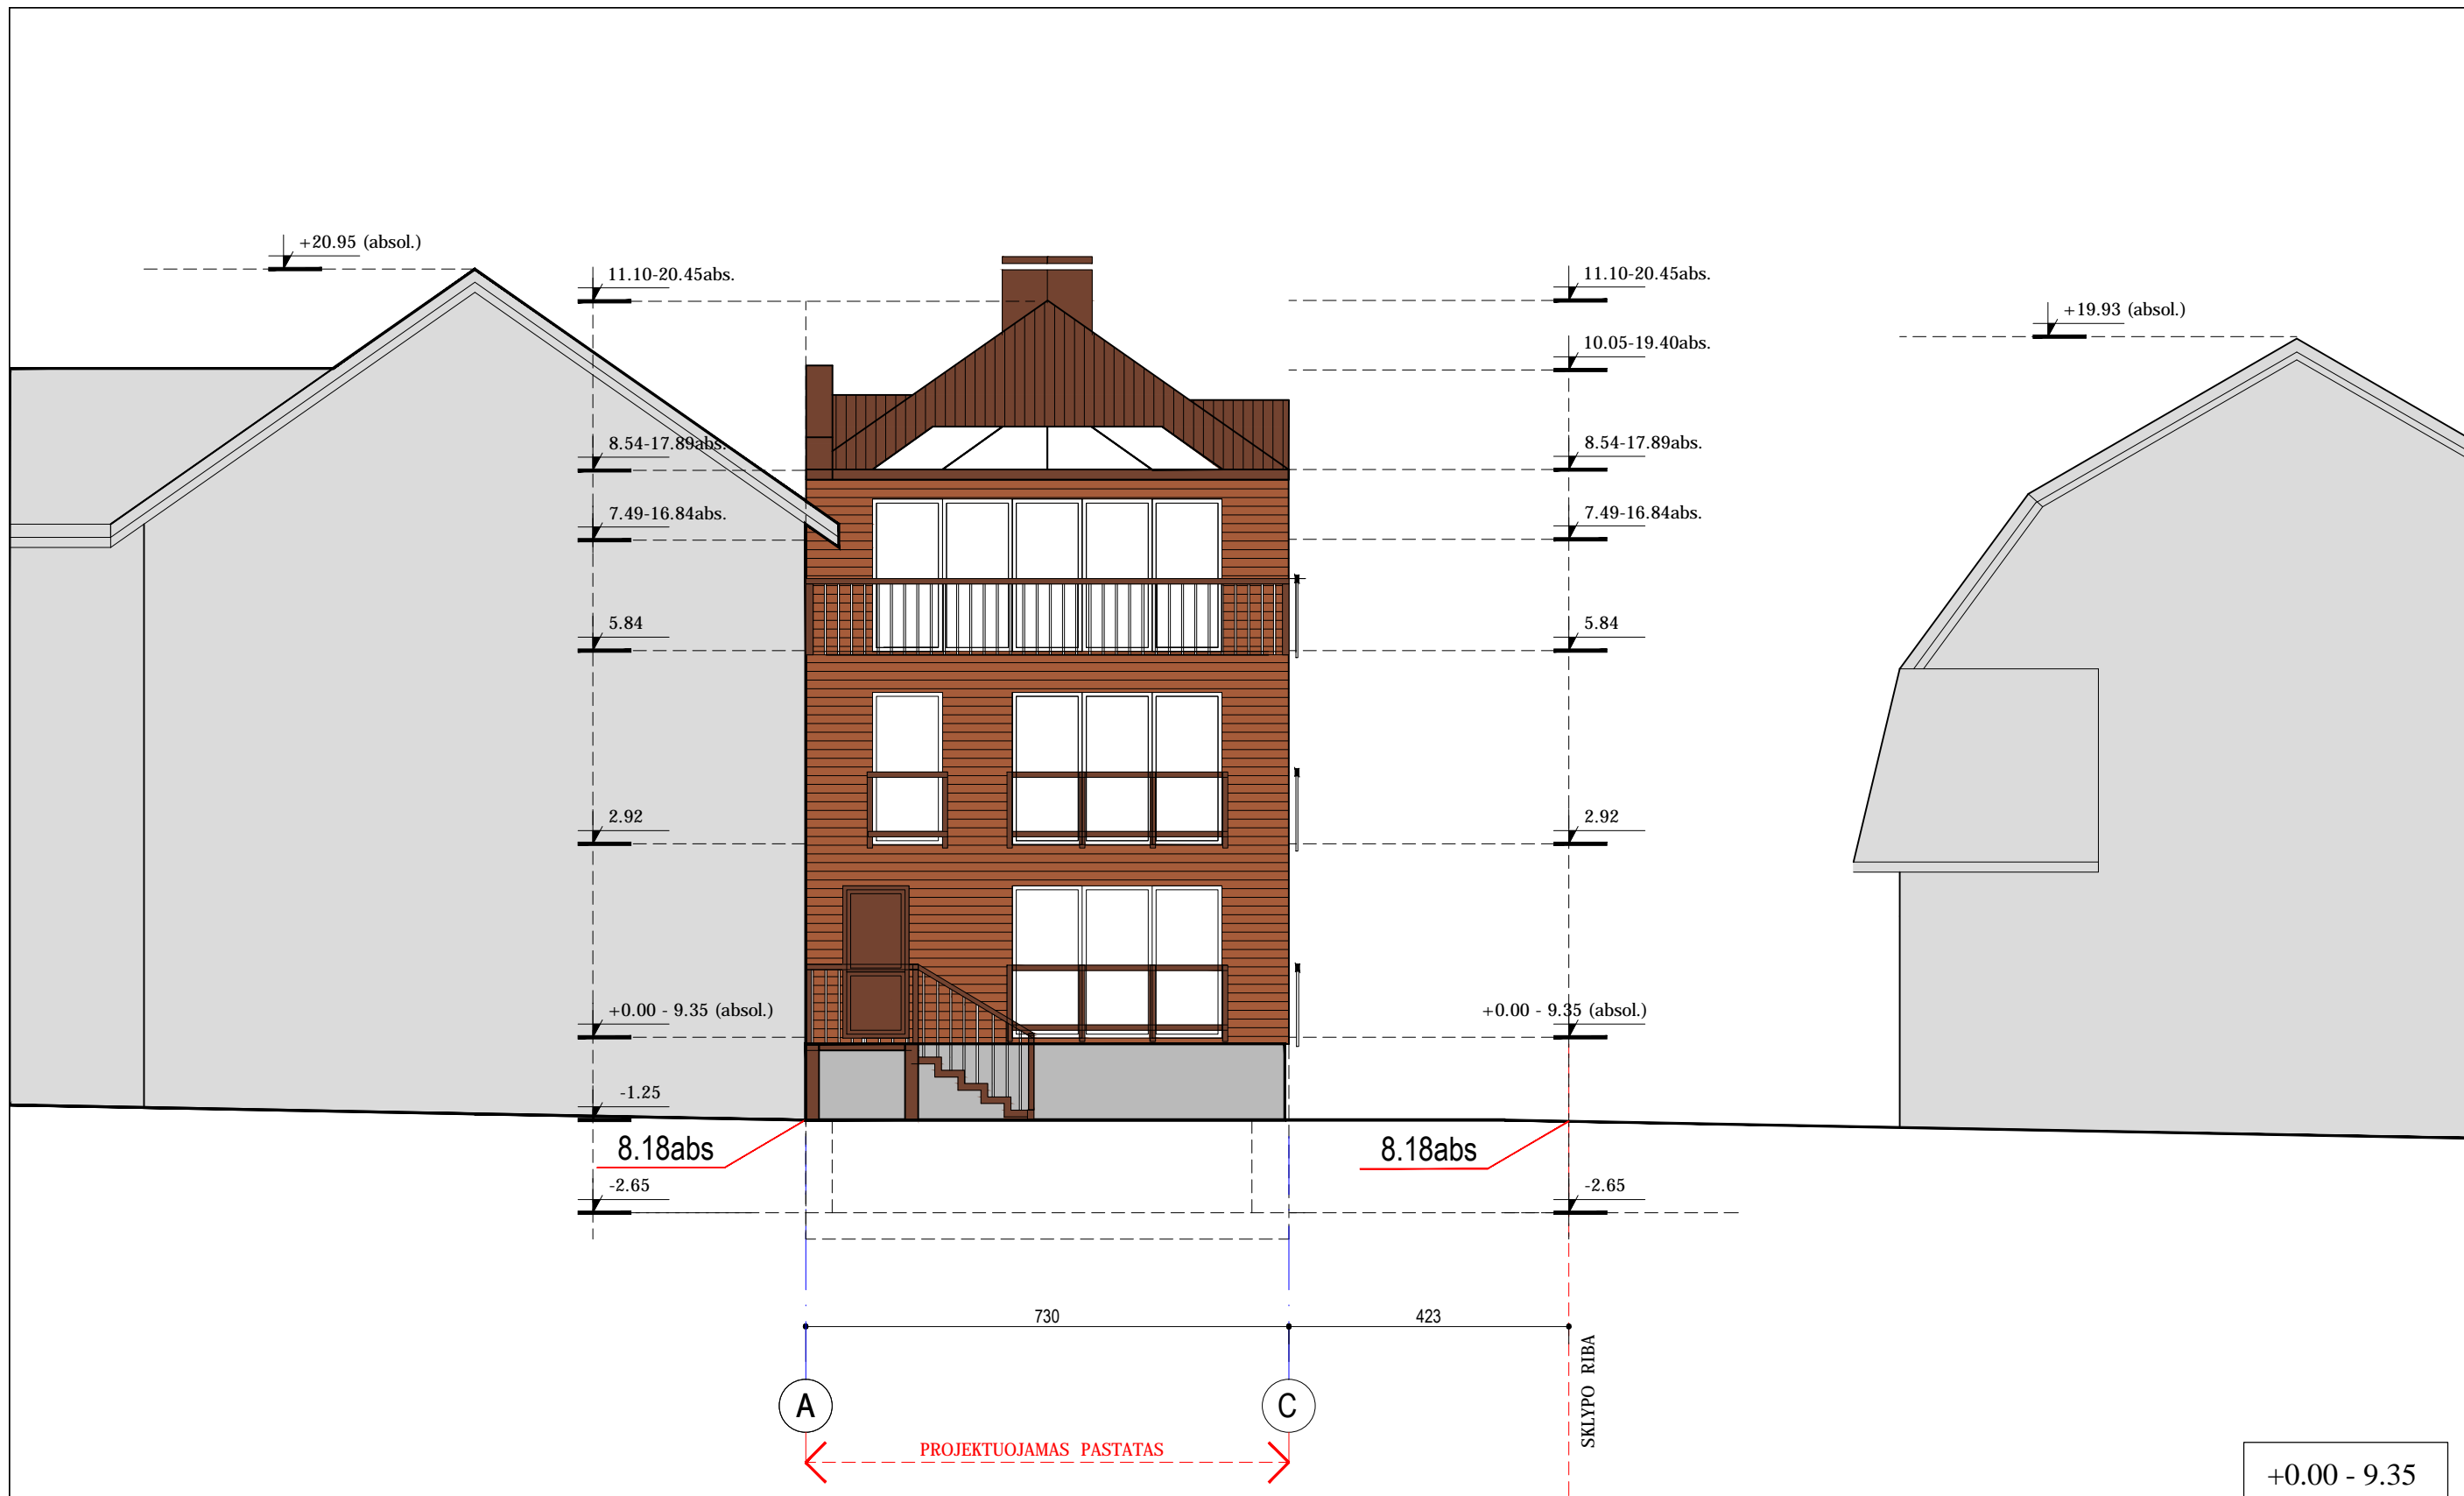 +20.95 (absol.)
11.10-20.45abs.
11.10-20.45abs.
+19.93 (absol.)
10.05-19.40abs.
8.54-17.89abs.
8.54-17.89abs.
7.49-16.84abs.
7.49-16.84abs.
5.84
5.84
2.92
2.92
+0.00 - 9.35 (absol.)
+0.00 - 9.35 (absol.)
-1.25
8.18abs
8.18abs
-2.65
-2.65
730
423
SKLYPO RIBA
A
C
PROJEKTUOJAMAS PASTATAS
+0.00 - 9.35